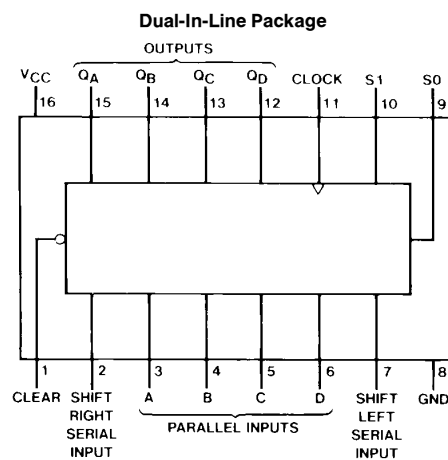 Dual-In-Line Package
OUTPUTS
VCC QA QB QC QD CLOCK S1 S0
16 15 14 13 12 11 10 9
1 2 3 4 5 6 7 8
CLEAR SHIFT A B C D SHIFT GND
RIGHT PARALLEL INPUTS LEFT
SERIAL SERIAL
INPUT INPUT